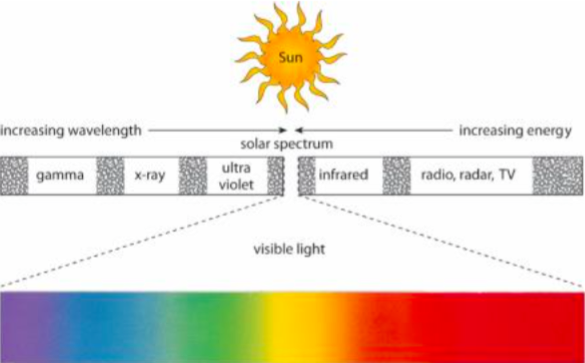 Sun
increasing wavelength
increasing energy
solar spectrum
gamma
x-ray
ultra
violet
infrared
radio, radar, TV
visible light